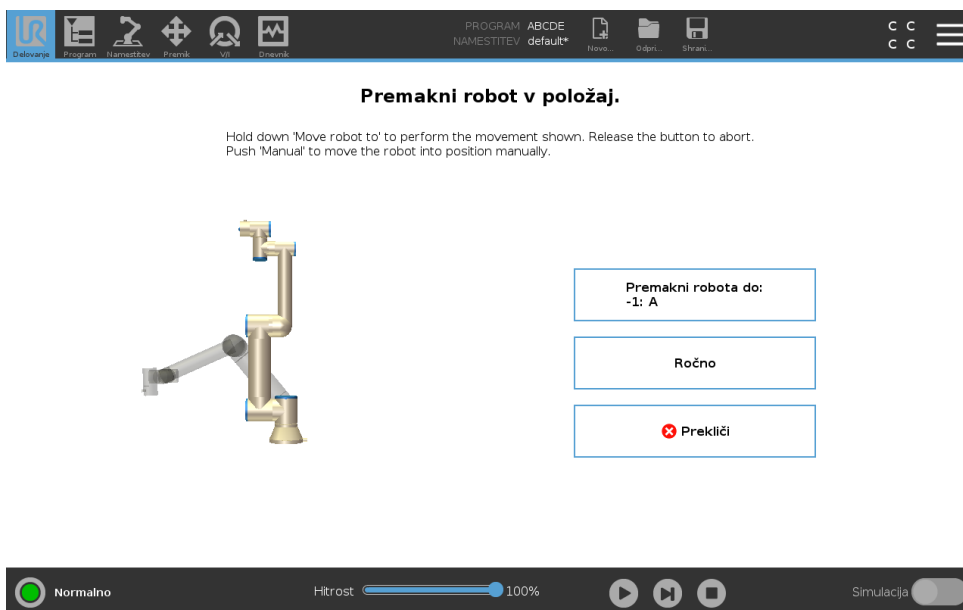 UR
Delovanje
Program
Namestitev
Premik
V/I
Dnevnik
PROGRAM ABCDE
NAMESTITEV default*
Novo...
Odpri...
Shrani...
C C
C C
Premakni robot v položaj.
Hold down 'Move robot to' to perform the movement shown. Release the button to abort.
Push 'Manual' to move the robot into position manually.
Premakni robota do:
-1: A
Ročno
Prekliči
Normalno
Hitrost 100%
Simulacija